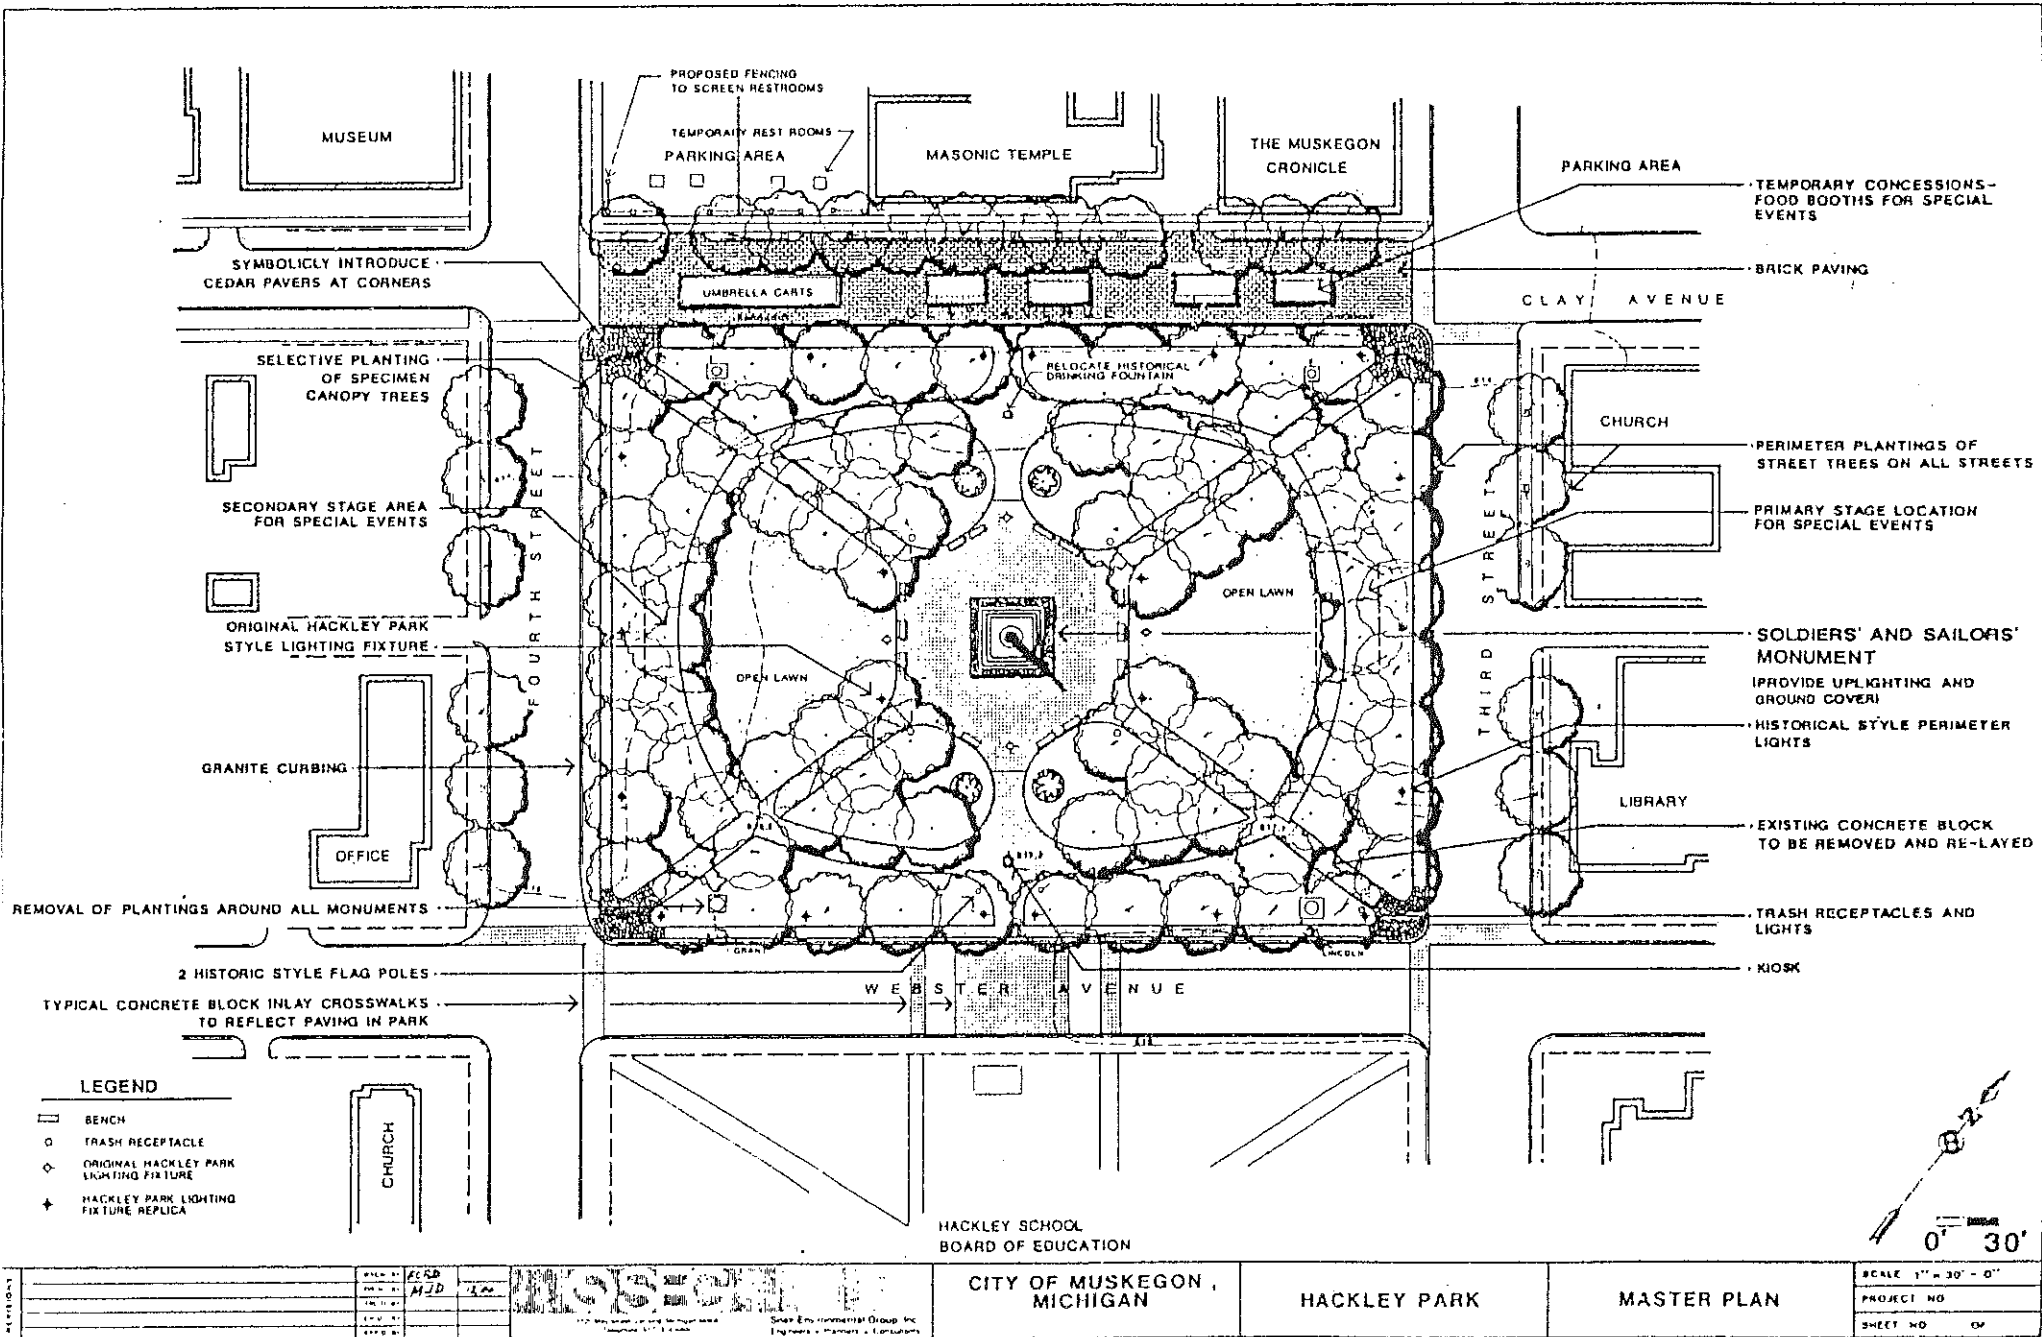 PROPOSED FENCING
TO SCREEN RESTROOMS
TEMPORARY REST ROOMS
PARKING AREA
MUSEUM
MASONIC TEMPLE
THE MUSKEGON
CRONICLE
PARKING AREA
TEMPORARY CONCESSIONS-
FOOD BOOTHS FOR SPECIAL
EVENTS
BRICK PAVING
CLAY AVENUE
SYMBOLICLY INTRODUCE
CEDAR PAVERS AT CORNERS
UMBRELLA CARTS
SELECTIVE PLANTING
OF SPECIMEN
CANOPY TREES
RELOCATE HISTORICAL
DRINKING FOUNTAIN
CHURCH
PERIMETER PLANTINGS OF
STREET TREES ON ALL STREETS
FOURTH STREET
THIRD STREET
SECONDARY STAGE AREA
FOR SPECIAL EVENTS
PRIMARY STAGE LOCATION
FOR SPECIAL EVENTS
OPEN LAWN
ORIGINAL HACKLEY PARK
STYLE LIGHTING FIXTURE
SOLDIERS' AND SAILORS'
MONUMENT
(PROVIDE UPLIGHTING AND
GROUND COVER)
OPEN LAWN
HISTORICAL STYLE PERIMETER
LIGHTS
GRANITE CURBING
LIBRARY
EXISTING CONCRETE BLOCK
TO BE REMOVED AND RE-LAYED
OFFICE
REMOVAL OF PLANTINGS AROUND ALL MONUMENTS
TRASH RECEPTACLES AND
LIGHTS
GRANT
LINCOLN
2 HISTORIC STYLE FLAG POLES
KIOSK
WEBSTER AVENUE
TYPICAL CONCRETE BLOCK INLAY CROSSWALKS
TO REFLECT PAVING IN PARK
LEGEND
BENCH
TRASH RECEPTACLE
ORIGINAL HACKLEY PARK
LIGHTING FIXTURE
HACKLEY PARK LIGHTING
FIXTURE REPLICA
CHURCH
HACKLEY SCHOOL
BOARD OF EDUCATION
N
0' 30'
MJD
CITY OF MUSKEGON,
MICHIGAN
HACKLEY PARK
MASTER PLAN
SCALE 1" = 30' - 0"
PROJECT NO
SHEET NO OF
Environmental Group Inc
Engineers Planners Consultants